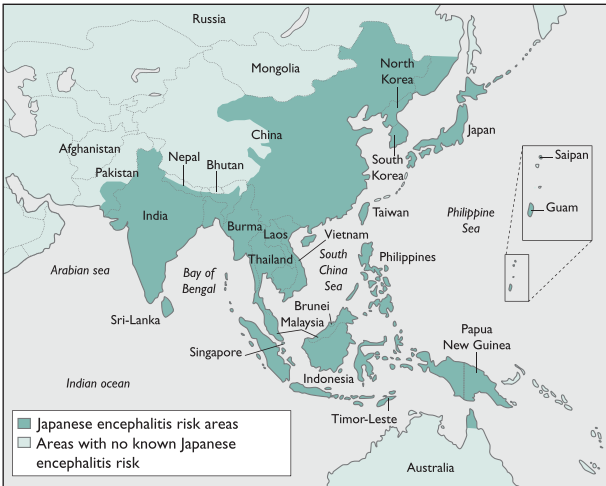 Russia
Mongolia
North
Korea
China
Japan
Afghanistan
Nepal
Bhutan
Pakistan
South
Korea
Saipan
Guam
India
Taiwan
Philippine
Sea
Burma
Laos
Vietnam
Thailand
South
China
Sea
Philippines
Arabian sea
Bay of
Bengal
Sri-Lanka
Brunei
Malaysia
Singapore
Papua
New Guinea
Indonesia
Indian ocean
Timor-Leste
Japanese encephalitis risk areas
Areas with no known Japanese
encephalitis risk
Australia